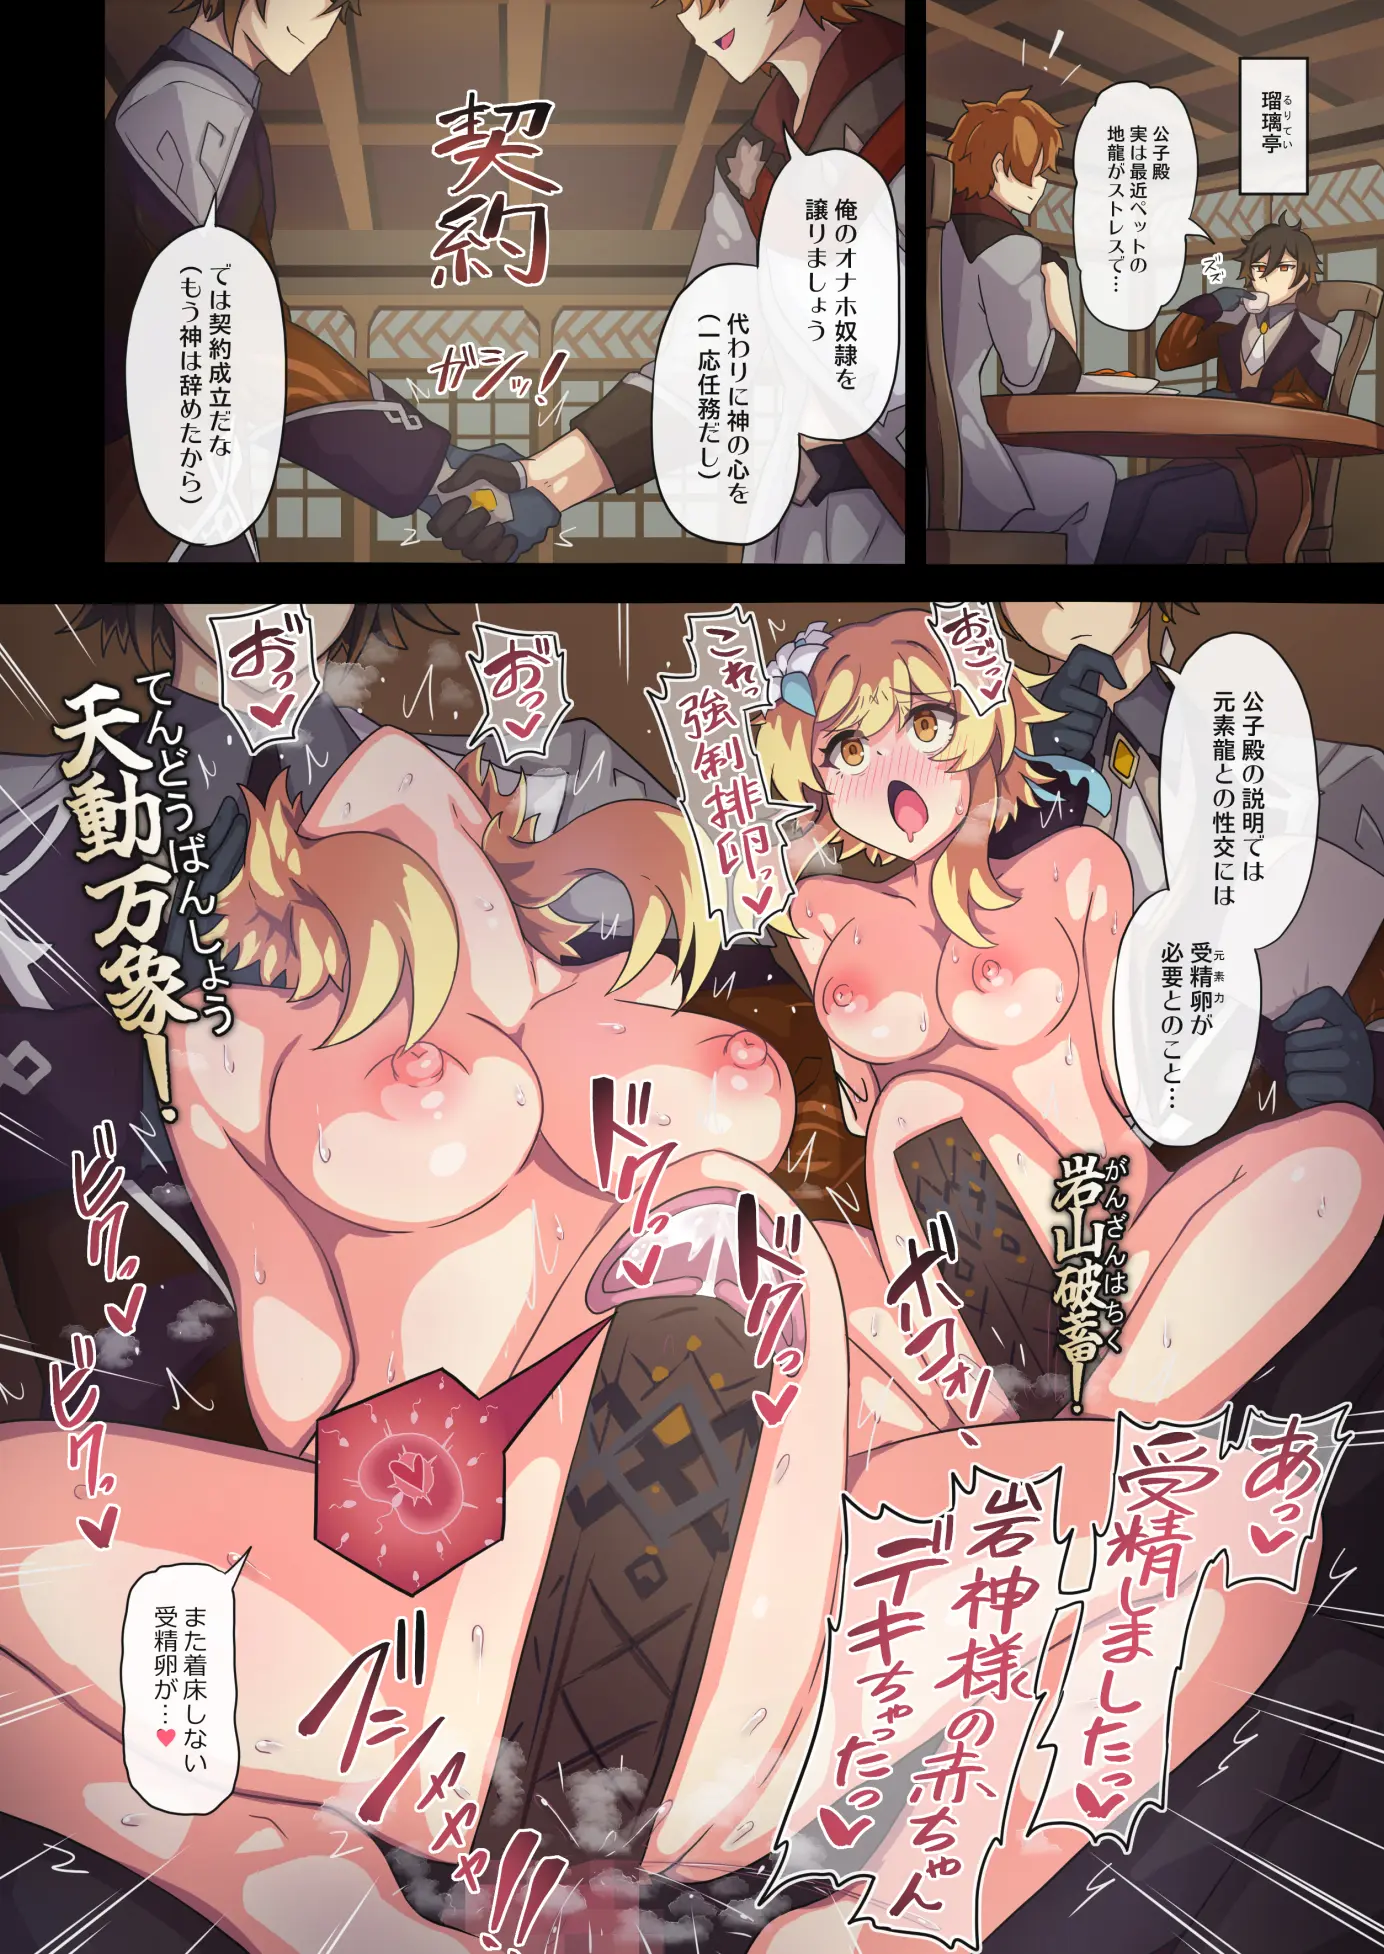 瑠璃亭
るりてい
公子殿
実は最近ペットの
地龍がストレスで…
ズズ
俺のオナホ奴隷を
譲りましょう
代わりに神の心を
(一応任務だし)
契約
ガシッ!
では契約成立だな
(もう神は辞めたから)
公子殿の説明では
元素龍との性交には
受精卵が
元素力
必要とのこと…
おごっ♥
これっ
強制排卵っ♥
おっ♥
おっ♥
てんどうばんしょう
天動万象!
がんざんはちく
岩山破蓄!
ボコォッ!
ドクっ♥
ドクっ♥
ビクッ♥
ビクッ♥
あっ♥
受精しましたっ♥
岩神様の赤ちゃん
デキちゃったっ♥
また着床しない
受精卵が…♥
ブシャャャャ!!!